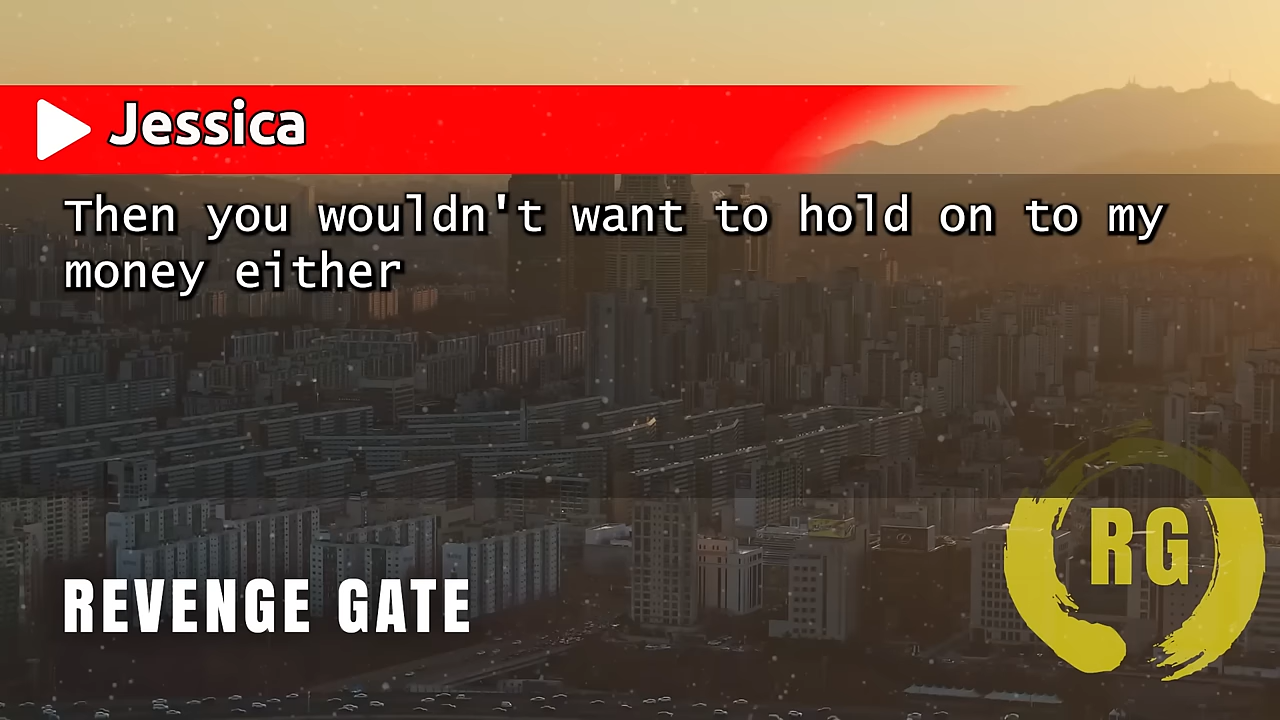 Jessica
Then you wouldn't want to hold on to my
money either
RG
REVENGE GATE